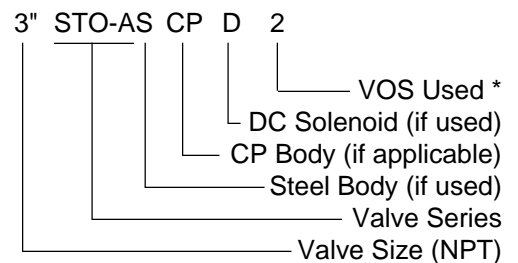 3" STO-AS CP D 2
VOS Used *
DC Solenoid (if used)
CP Body (if applicable)
Steel Body (if used)
Valve Series
Valve Size (NPT)